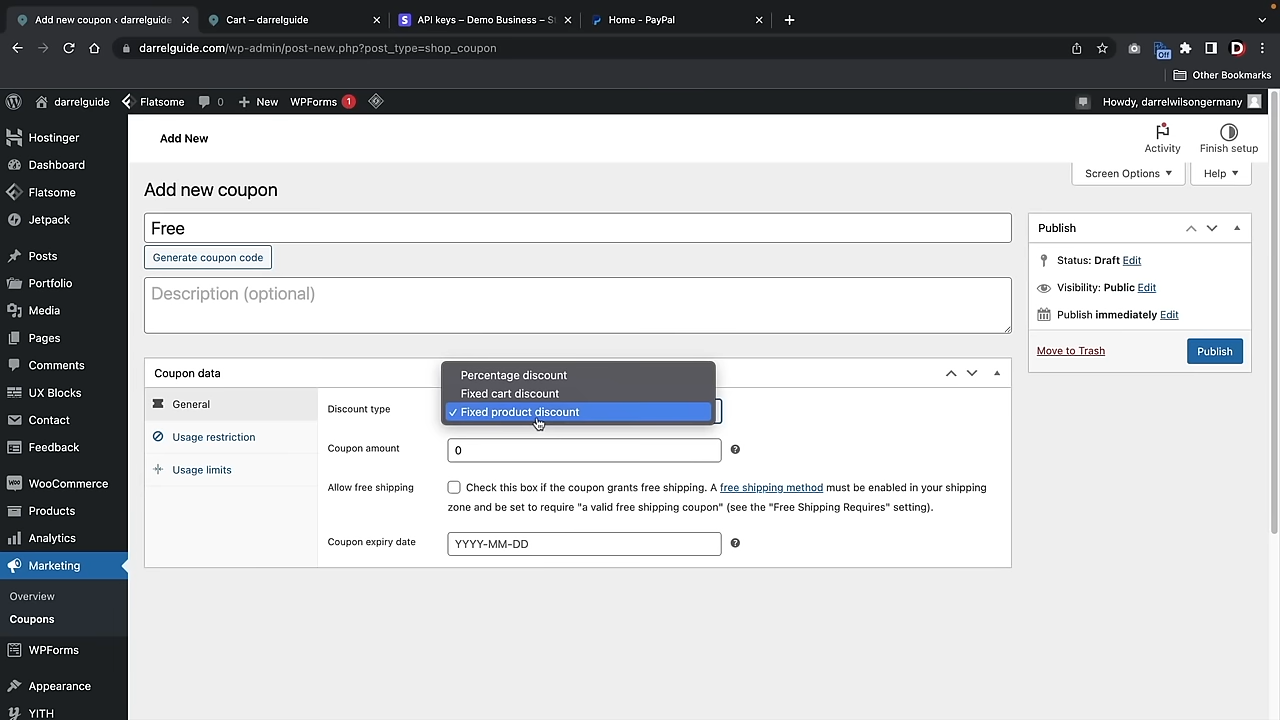 Add new coupon ‹ darrelguide
Cart – darrelguide
S
API keys – Demo Business – S
Home - PayPal
darrelguide.com/wp-admin/post-new.php?post_type=shop_coupon
Off
D
Other Bookmarks
darrelguide
Flatsome
0
New
WPForms
1
Howdy, darrelwilsongermany
Hostinger
Dashboard
Flatsome
Jetpack
Posts
Portfolio
Media
Pages
Comments
UX Blocks
Contact
Feedback
WooCommerce
Products
Analytics
Marketing
Overview
Coupons
WPForms
Appearance
YITH
Add New
Activity
Finish setup
Screen Options
Help
Add new coupon
Free
Generate coupon code
Description (optional)
Coupon data
General
Usage restriction
Usage limits
Discount type
Percentage discount
Fixed cart discount
✓ Fixed product discount
Coupon amount
0
Allow free shipping
Check this box if the coupon grants free shipping. A free shipping method must be enabled in your shipping
zone and be set to require "a valid free shipping coupon" (see the "Free Shipping Requires" setting).
Coupon expiry date
YYYY-MM-DD
Publish
Status: Draft Edit
Visibility: Public Edit
Publish immediately Edit
Move to Trash
Publish